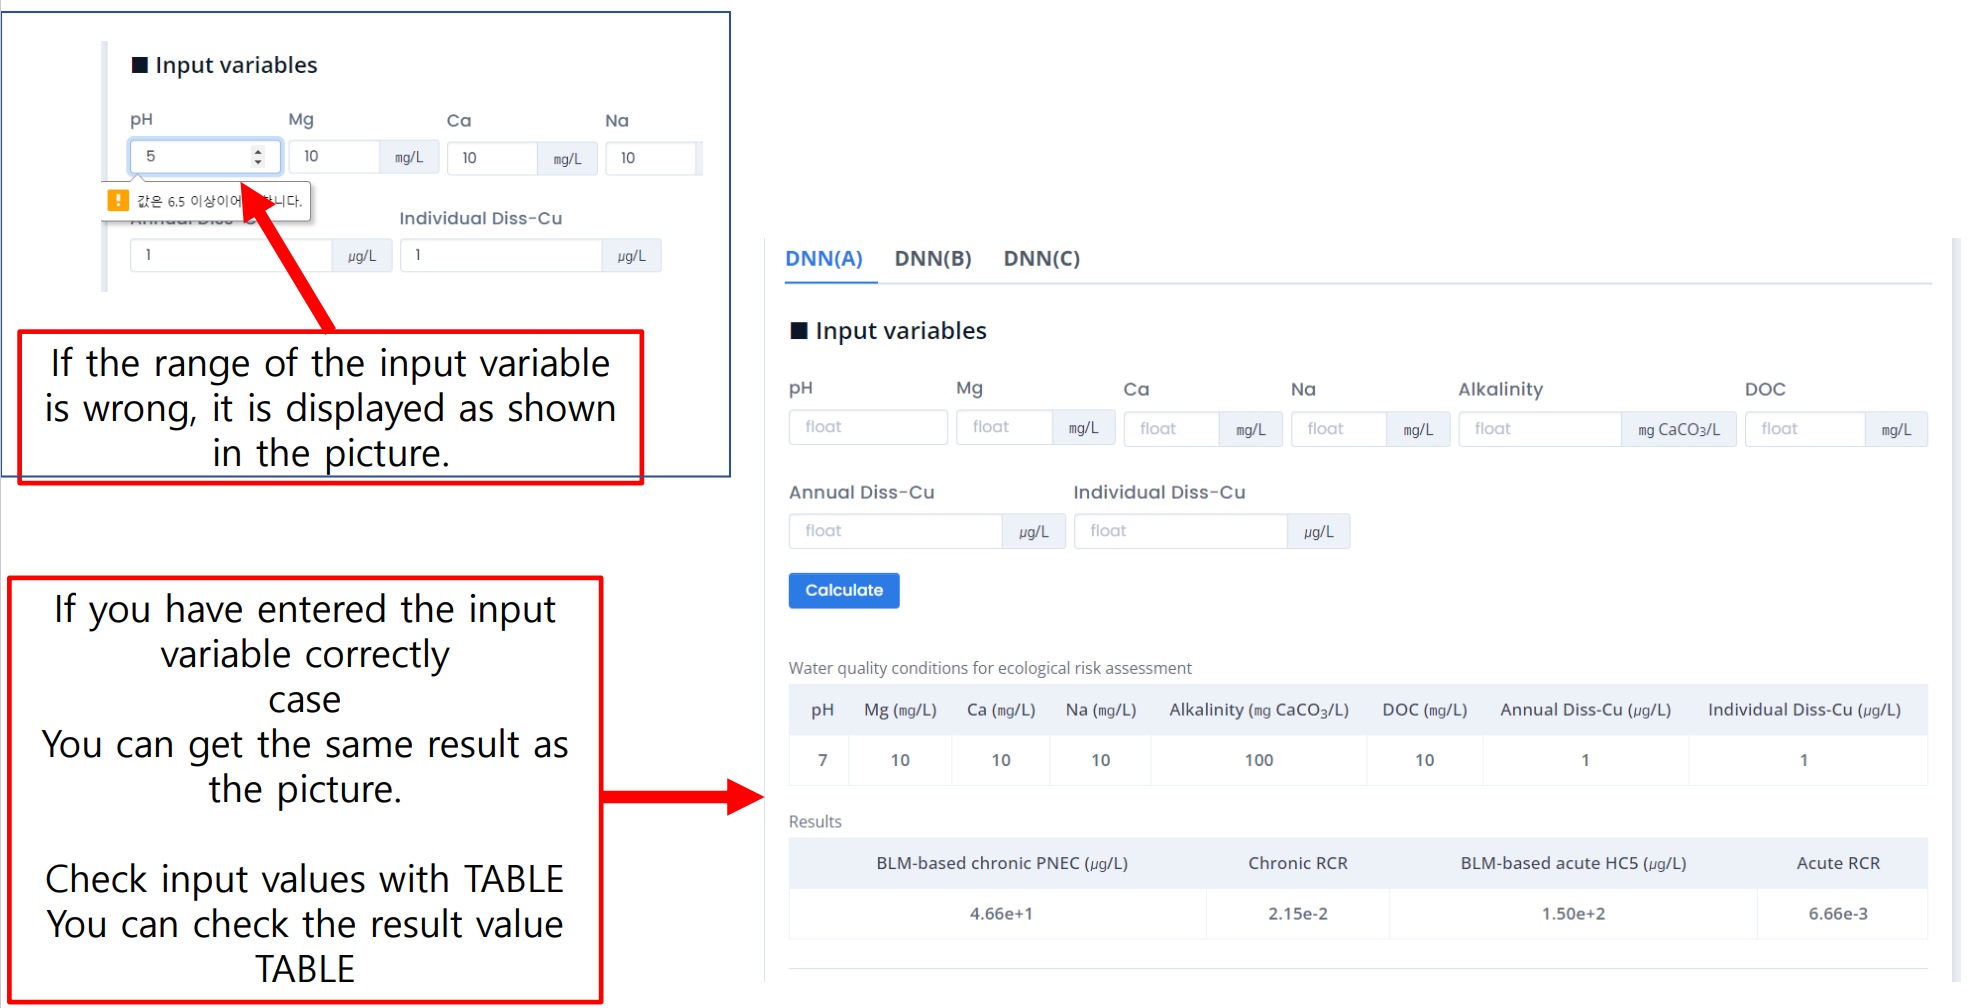 ■ Input variables
pH Mg Ca Na
5 10 mg/L 10 mg/L 10
! 값은 6.5 이상이어 합니다.
Individual Diss-Cu
1 µg/L 1 µg/L
If the range of the input variable
is wrong, it is displayed as shown
in the picture.
If you have entered the input
variable correctly
case
You can get the same result as
the picture.
Check input values with TABLE
You can check the result value
TABLE
DNN(A) DNN(B) DNN(C)
■ Input variables
pH Mg Ca Na Alkalinity DOC
float float mg/L float mg/L float mg/L float mg CaCO₃/L float mg/L
Annual Diss-Cu Individual Diss-Cu
float µg/L float µg/L
Calculate
Water quality conditions for ecological risk assessment
pH Mg (mg/L) Ca (mg/L) Na (mg/L) Alkalinity (mg CaCO₃/L) DOC (mg/L) Annual Diss-Cu (µg/L) Individual Diss-Cu (µg/L)
7 10 10 10 100 10 1 1
Results
BLM-based chronic PNEC (µg/L) Chronic RCR BLM-based acute HC5 (µg/L) Acute RCR
4.66e+1 2.15e-2 1.50e+2 6.66e-3